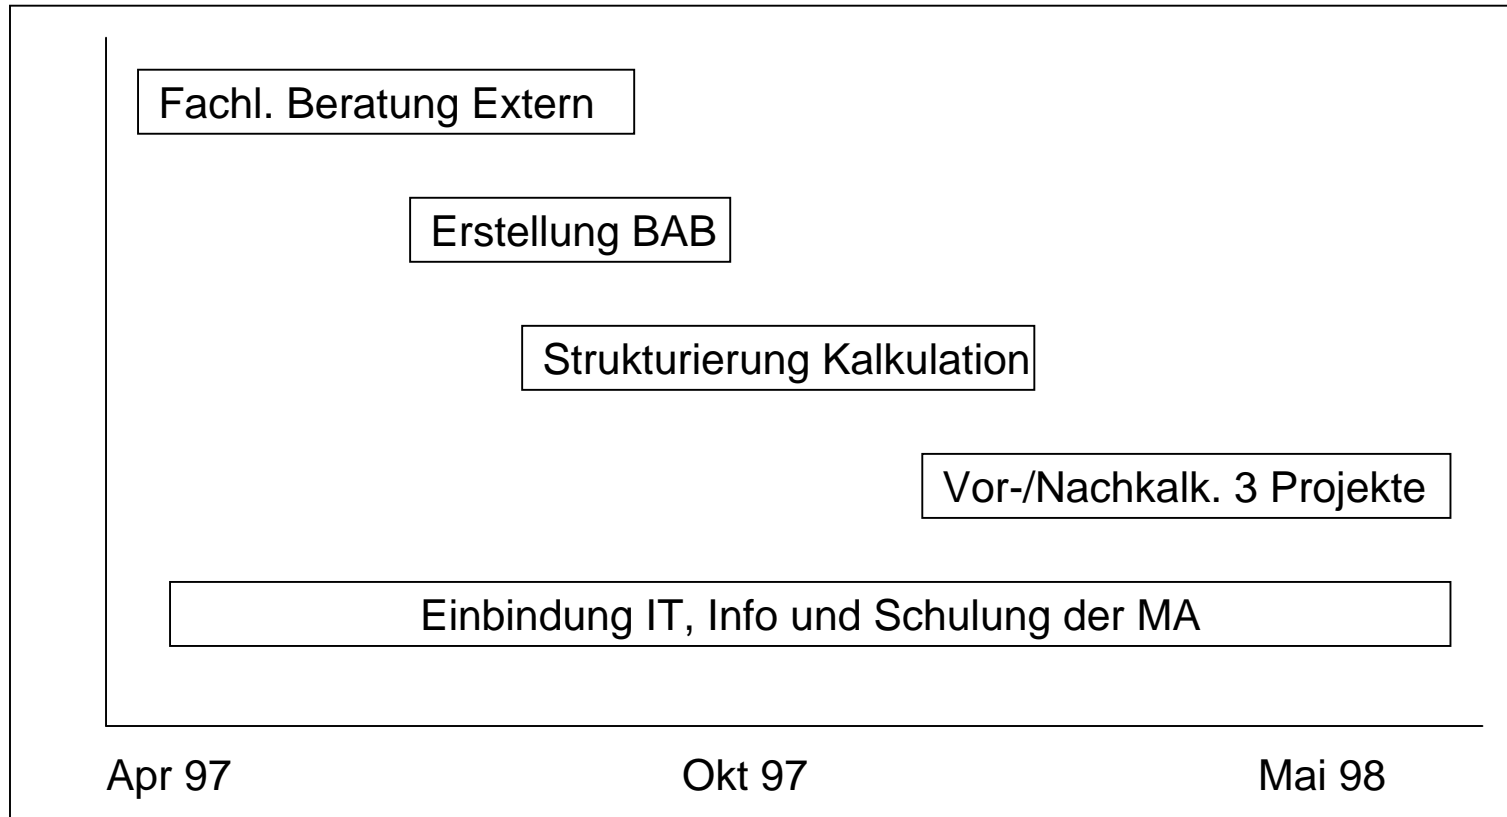 Fachl. Beratung Extern
Erstellung BAB
Strukturierung Kalkulation
Vor-/Nachkalk. 3 Projekte
Einbindung IT, Info und Schulung der MA
Apr 97 Okt 97 Mai 98